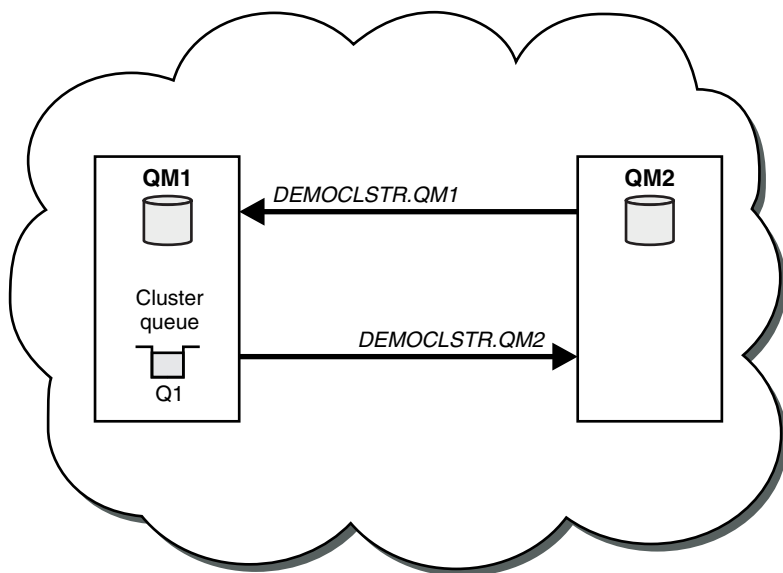 QM1
DEMOCLSTR.QM1
QM2
Cluster
queue
DEMOCLSTR.QM2
Q1